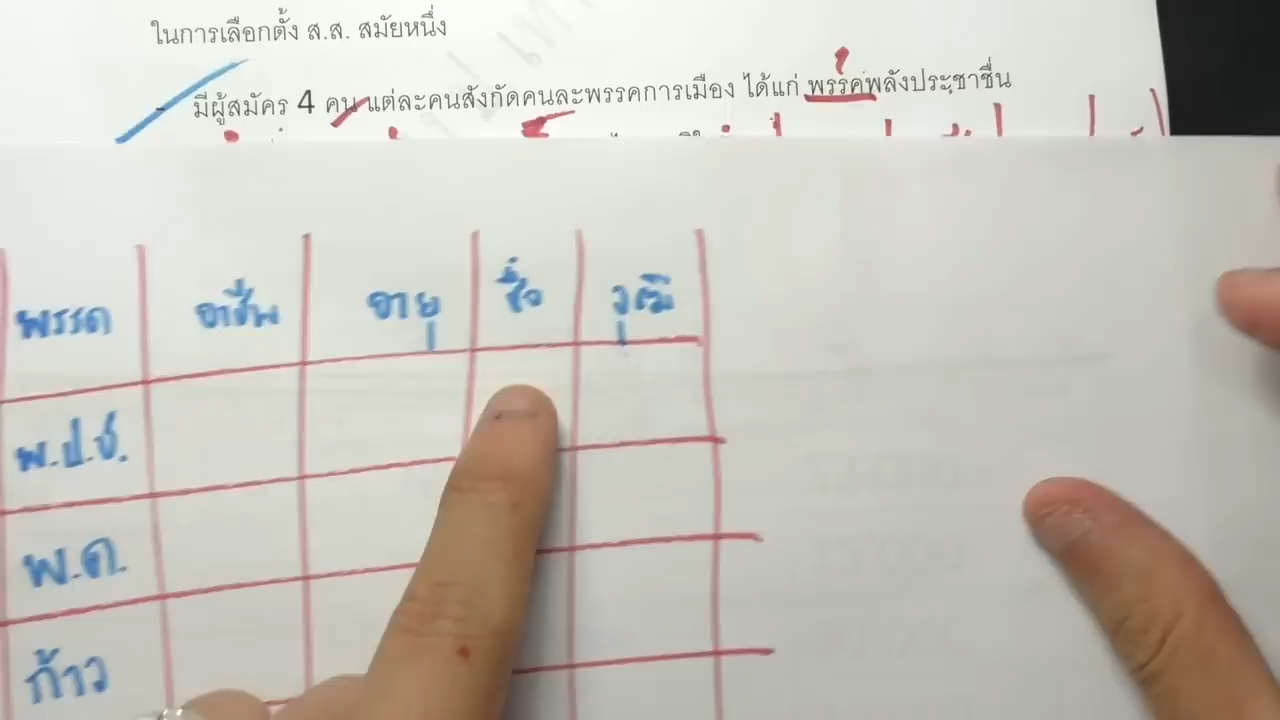 ในการเลือกตั้ง ส.ส. สมัยหนึ่ง
- มีผู้สมัคร 4 คน แต่ละคนสังกัดคนละพรรคการเมือง ได้แก่ พรรคพลังประชาชื่น
พรรค อาชีพ อายุ ชื่อ วุฒิ
พ.ป.ช.
พ.ด.
ก้าว